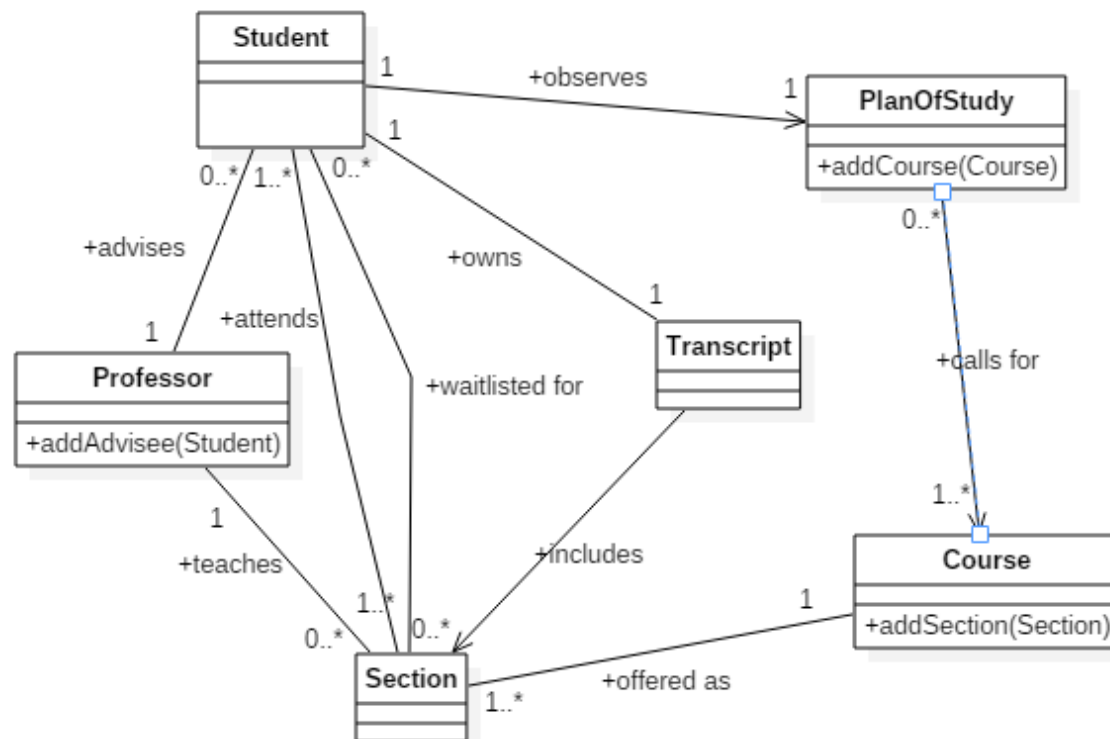 Student
1
+observes
1
PlanOfStudy
+addCourse(Course)
1
0..*
1..*
0..*
0..*
+advises
+owns
+attends
1
1
Professor
+addAdvisee(Student)
Transcript
+waitlisted for
+calls for
1
+teaches
1..*
0..*
0..*
+includes
1..*
Course
+addSection(Section)
1
Section
+offered as
1..*